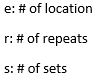 e: # of location
r: # of repeats
s: # of sets